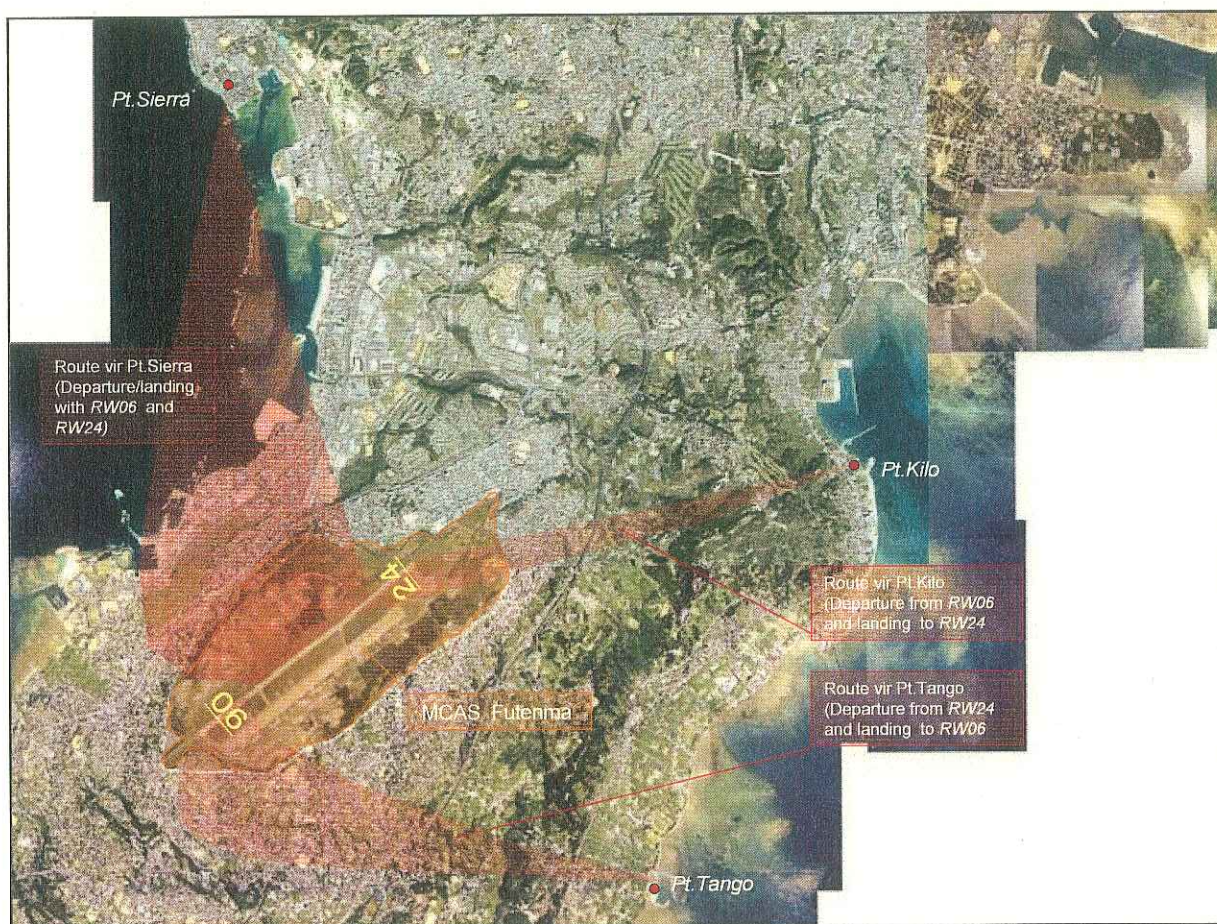 Pt.Sierra
Route vir Pt.Sierra
(Departure/landing
with RW06 and
RW24)
Pt.Kilo
24
Route vir Pt.Kilo
(Departure from RW06
and landing to RW24
06
MCAS Futenma
Route vir Pt.Tango
(Departure from RW24
and landing to RW06
Pt.Tango